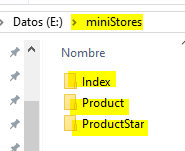 Datos (E:) > miniStores
Nombre
Index
Product
ProductStar